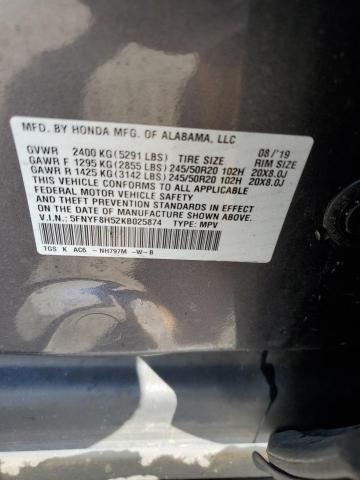 MFD. BY HONDA MFG. OF ALABAMA, LLC
GVWR 2400 KG (5291 LBS) TIRE SIZE 08/'19 RIM SIZE
GAWR F 1295 KG (2855 LBS) 245/50R20 102H 20X8.0J
GAWR R 1425 KG (3142 LBS) 245/50R20 102H 20X8.0J
THIS VEHICLE CONFORMS TO ALL APPLICABLE
FEDERAL MOTOR VEHICLE SAFETY, BUMPER,
AND THEFT PREVENTION STANDARDS IN EFFECT
ON THE DATE OF MANUFACTURE SHOWN ABOVE.
V.I.N.: 5FNYF8H52KB025874 TYPE: MPV
TGS K AC6 -NH797M -W-B